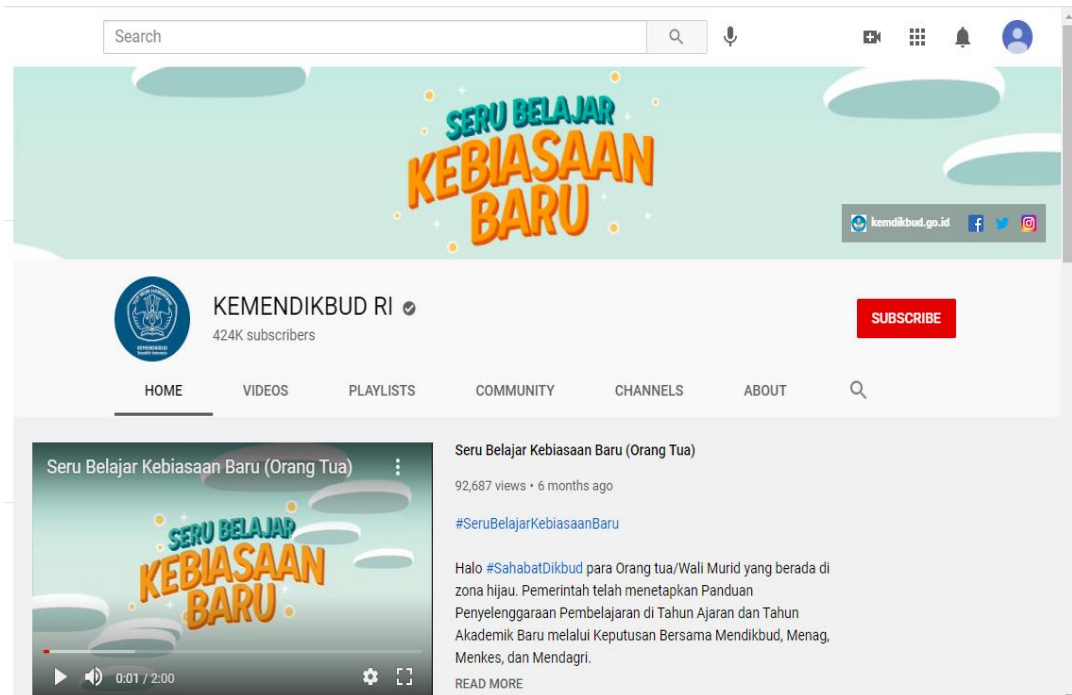 Search
SERU BELAJAR
KEBIASAAN
BARU
kemdikbud.go.id
KEMENDIKBUD RI
424K subscribers
SUBSCRIBE
HOME VIDEOS PLAYLISTS COMMUNITY CHANNELS ABOUT
Seru Belajar Kebiasaan Baru (Orang Tua)
SERU BELAJAR
KEBIASAAN
BARU
0:01 / 2:00
Seru Belajar Kebiasaan Baru (Orang Tua)
92,687 views • 6 months ago
#SeruBelajarKebiasaanBaru
Halo #SahabatDikbud para Orang tua/Wali Murid yang berada di
zona hijau. Pemerintah telah menetapkan Panduan
Penyelenggaraan Pembelajaran di Tahun Ajaran dan Tahun
Akademik Baru melalui Keputusan Bersama Mendikbud, Menag,
Menkes, dan Mendagri.
READ MORE